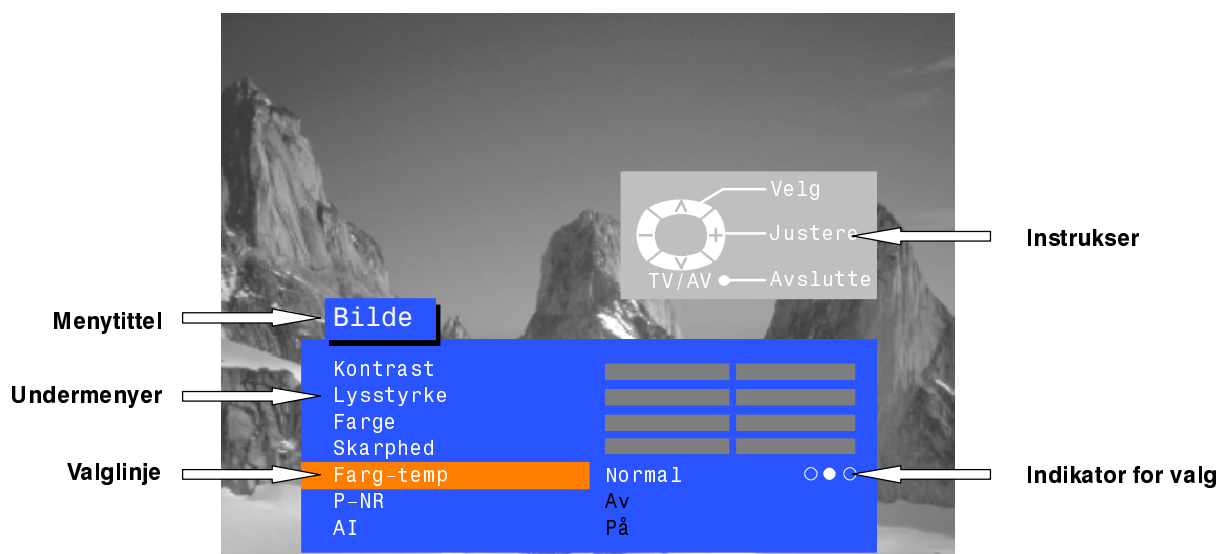 Velg
Justere
Instrukser
TV/AV
Avslutte
Menytittel
Bilde
Kontrast
Undermenyer
Lysstyrke
Farge
Skarphed
Valglinje
Farg-temp
Normal
Indikator for valg
P-NR
Av
AI
På